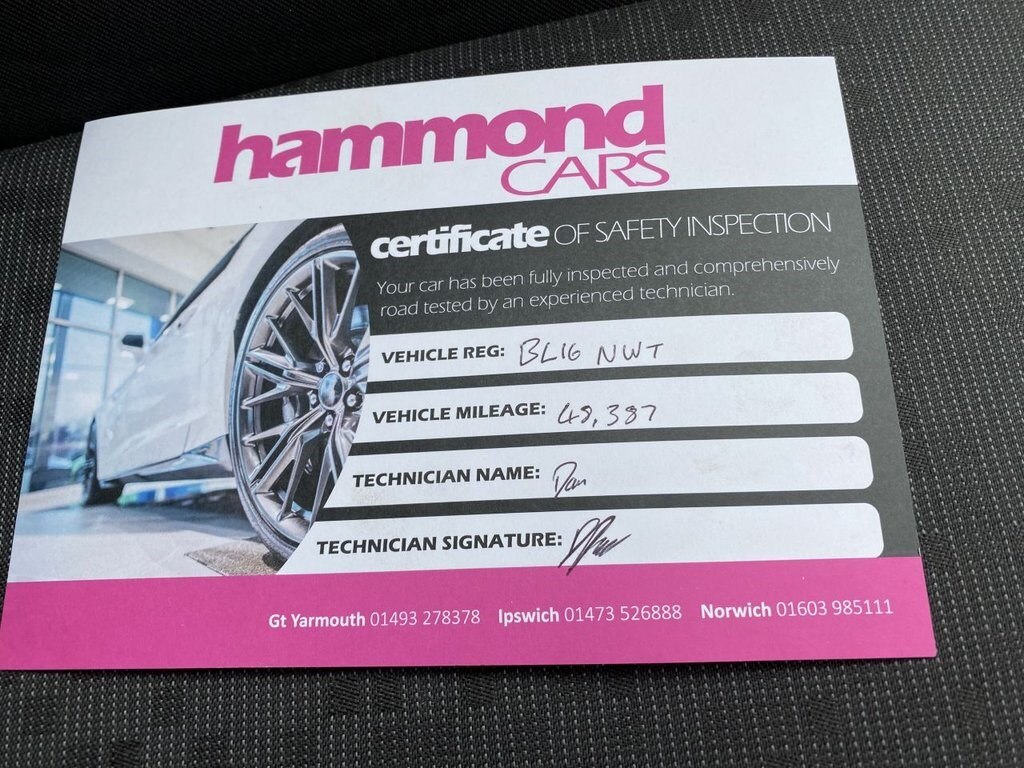 hammond
CARS
certificate OF SAFETY INSPECTION
Your car has been fully inspected and comprehensively
road tested by an experienced technician.
VEHICLE REG: BL16 NWT
VEHICLE MILEAGE: 48,387
TECHNICIAN NAME: Dan
TECHNICIAN SIGNATURE:
Gt Yarmouth 01493 278378 Ipswich 01473 526888 Norwich 01603 985111